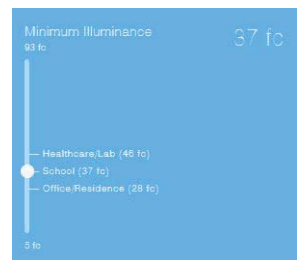 Minimum Illuminance
37 fc
93 fc
Healthcare/Lab (46 fc)
School (37 fc)
Office/Residence (28 fc)
5 fc